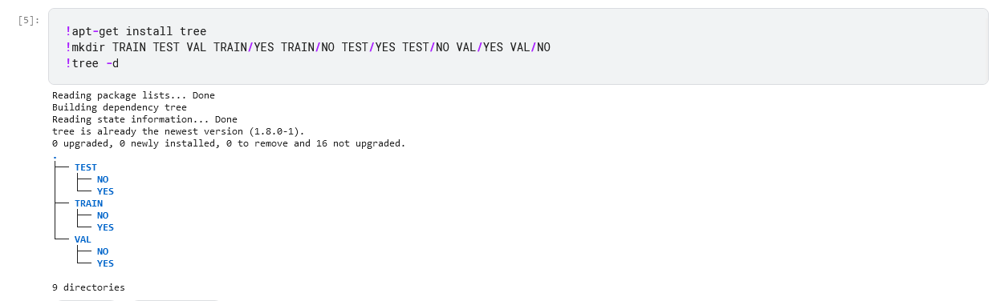 [5]:
!apt-get install tree
!mkdir TRAIN TEST VAL TRAIN/YES TRAIN/NO TEST/YES TEST/NO VAL/YES VAL/NO
!tree -d
Reading package lists... Done
Building dependency tree
Reading state information... Done
tree is already the newest version (1.8.0-1).
0 upgraded, 0 newly installed, 0 to remove and 16 not upgraded.
.
├── TEST
│   ├── NO
│   └── YES
├── TRAIN
│   ├── NO
│   └── YES
└── VAL
    ├── NO
    └── YES
9 directories